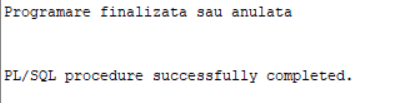 Programare finalizata sau anulata
PL/SQL procedure successfully completed.